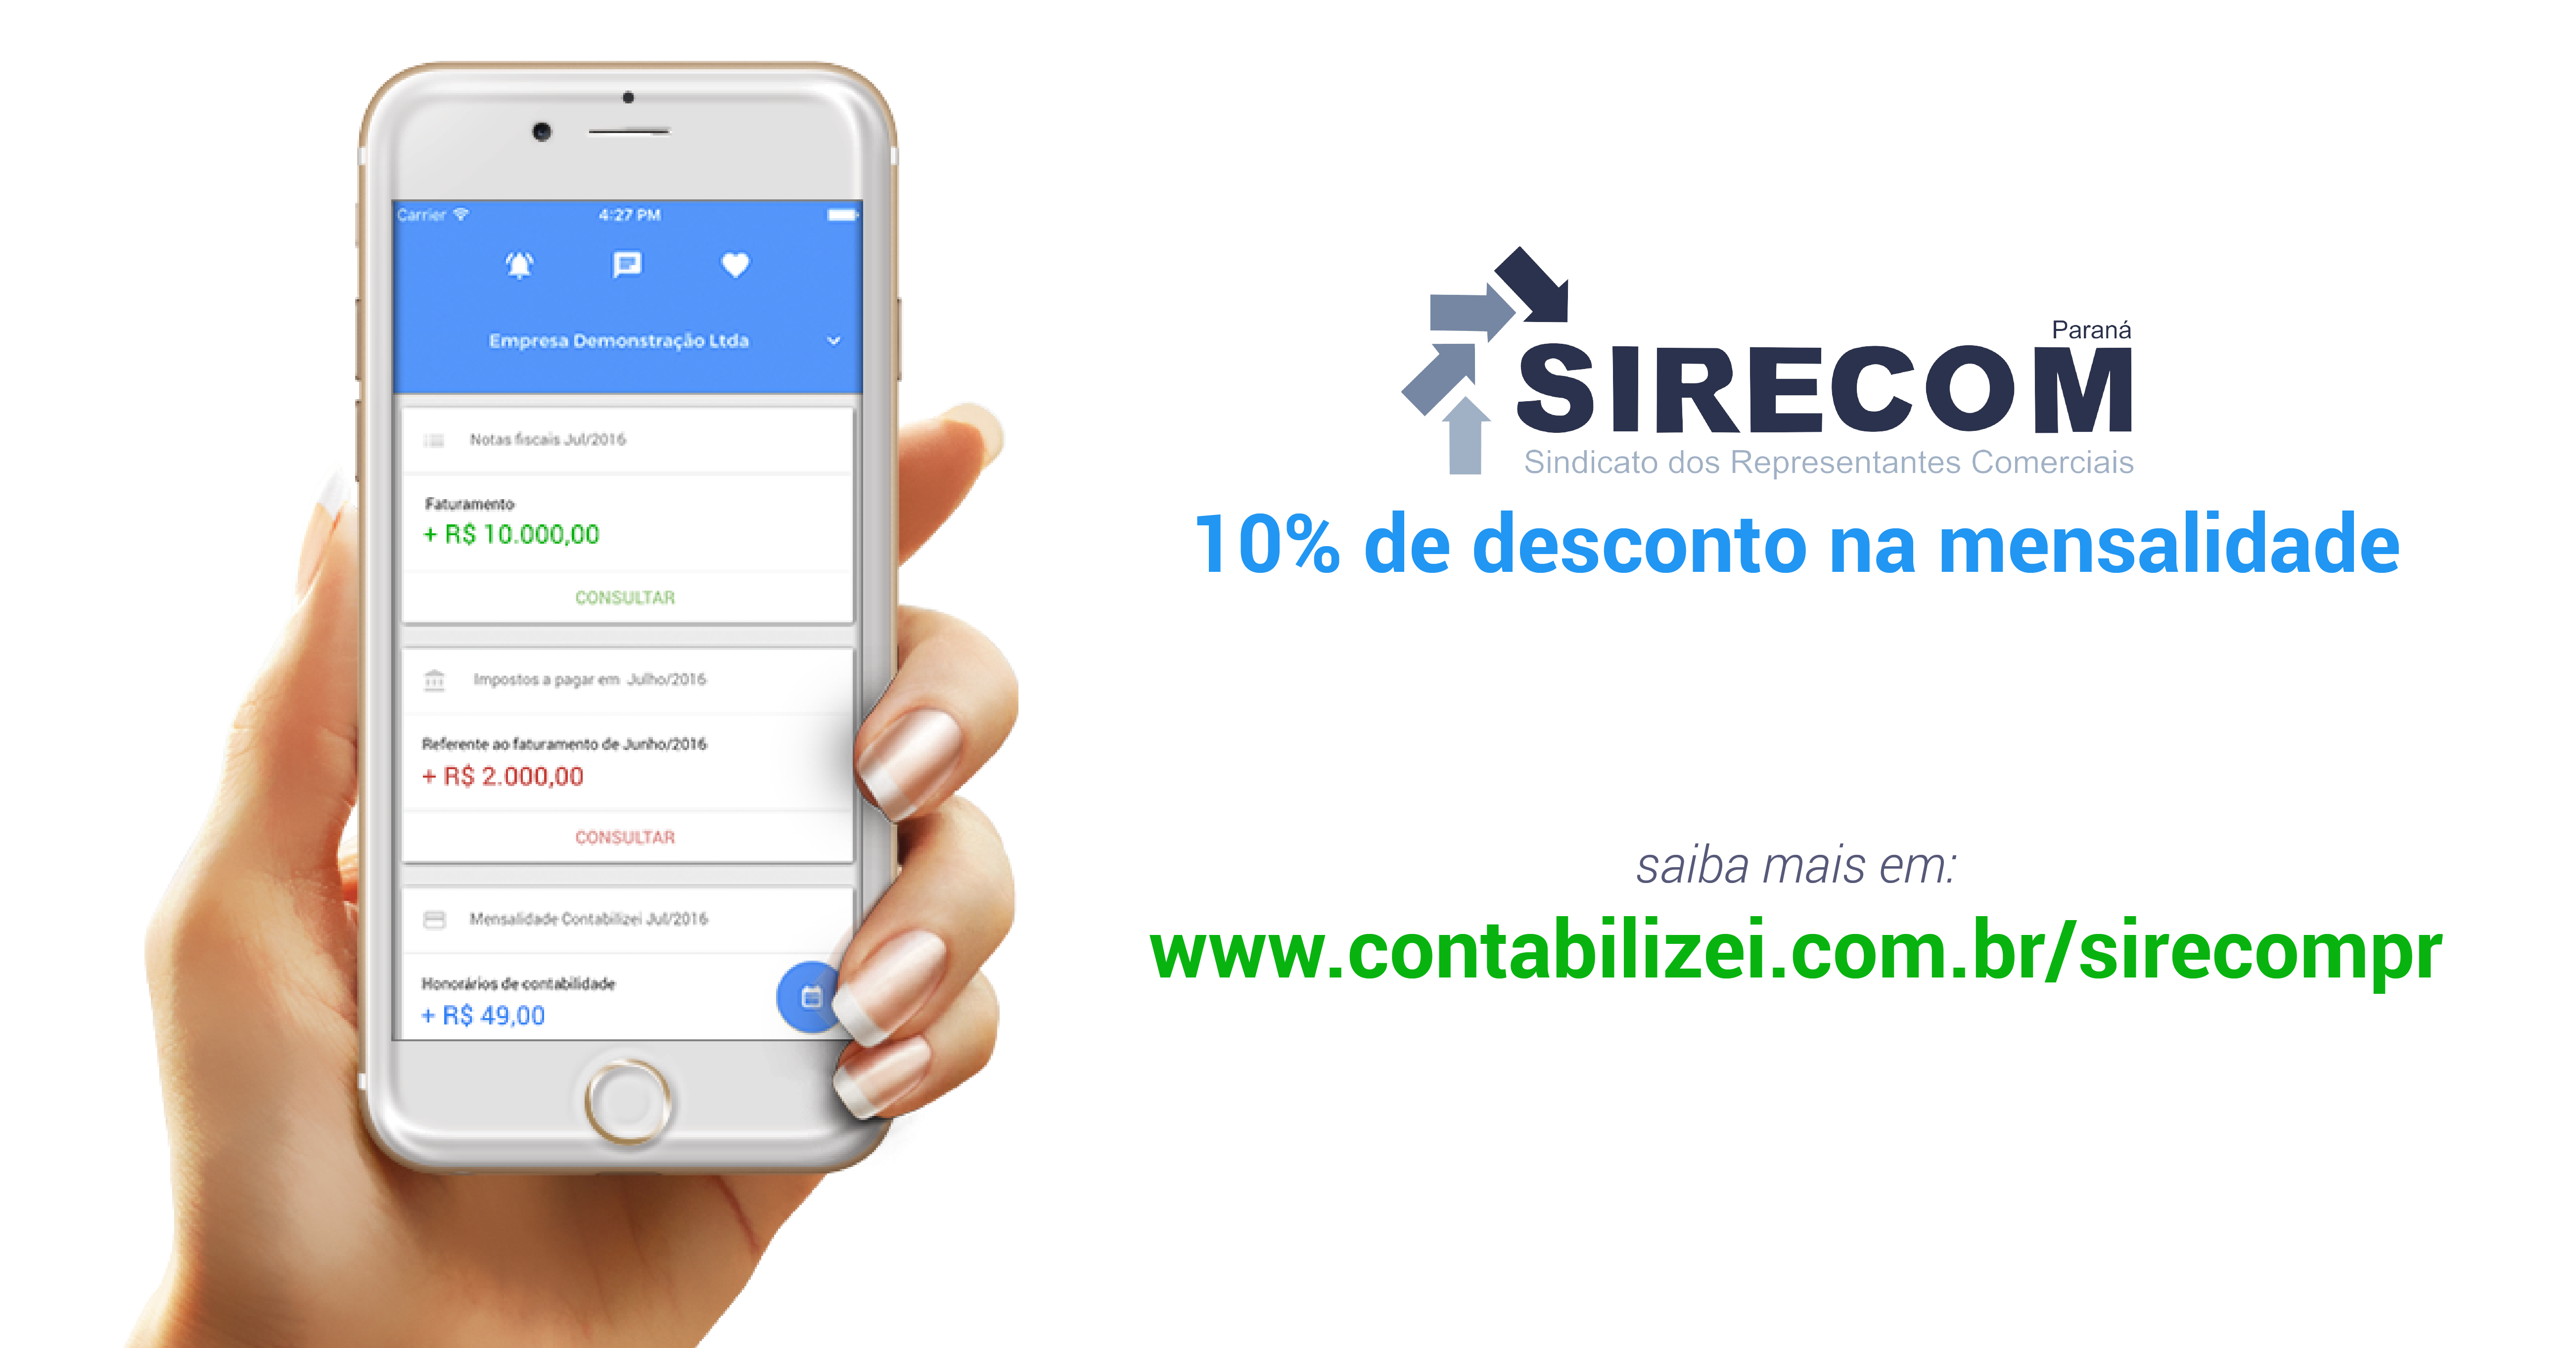 Carrier
4:27 PM
Empresa Demonstração Ltda
Notas fiscais Jul/2016
Faturamento
+ R$ 10.000,00
CONSULTAR
Impostos a pagar em Julho/2016
Referente ao faturamento de Junho/2016
+ R$ 2.000,00
CONSULTAR
Mensalidade Contabilizei Jul/2016
Honorários de contabilidade
+ R$ 49,00
Paraná
SIRECOM
Sindicato dos Representantes Comerciais
10% de desconto na mensalidade
saiba mais em:
www.contabilizei.com.br/sirecompr